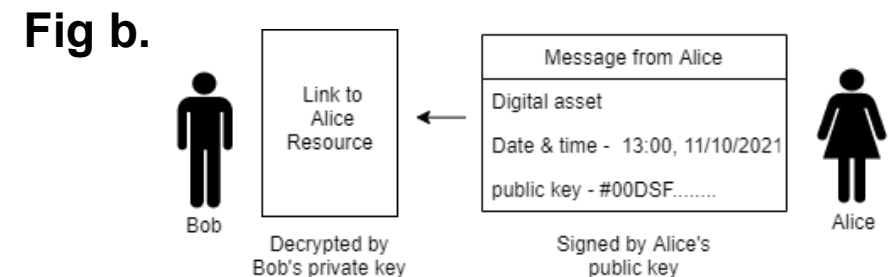 Fig b.
Link to
Alice
Resource
Message from Alice
Digital asset
Date & time - 13:00, 11/10/2021
public key - #00DSF........
Bob
Alice
Decrypted by
Bob's private key
Signed by Alice's
public key